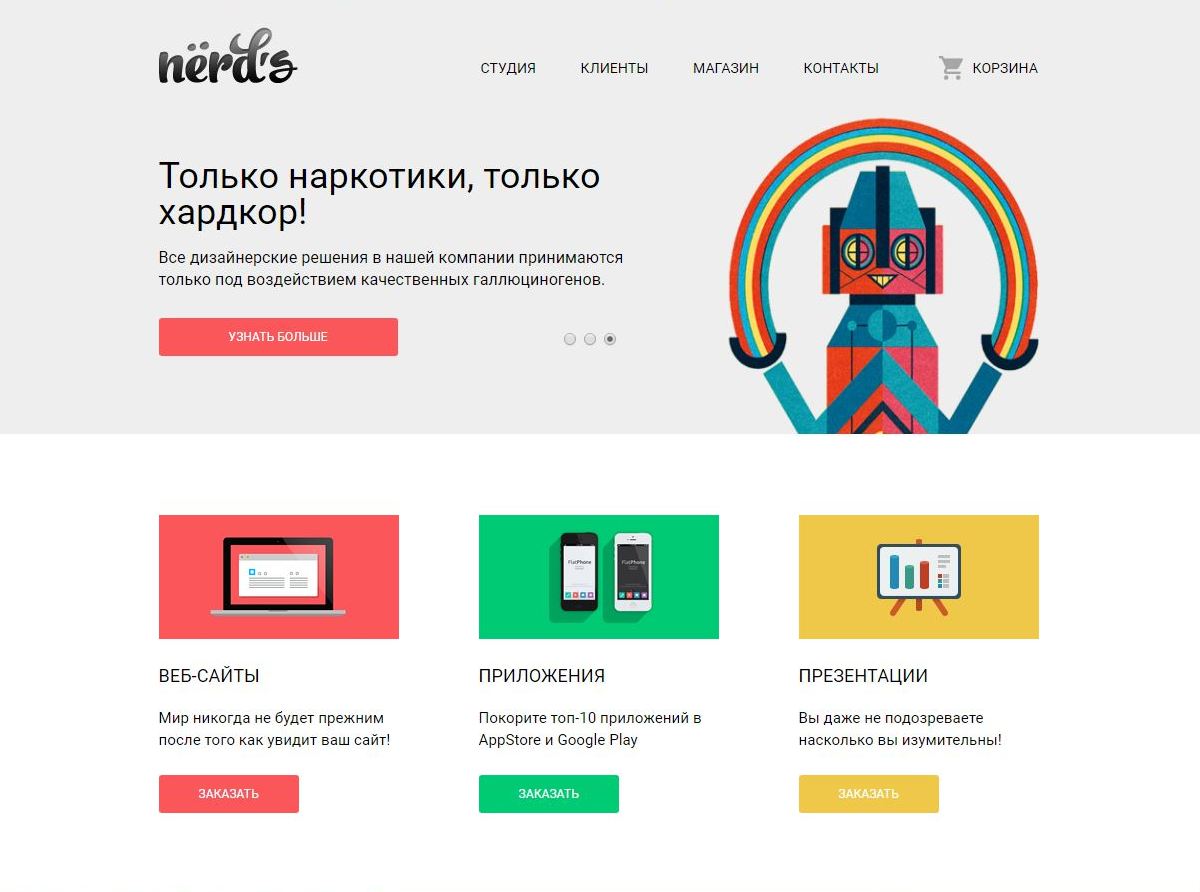 nërd's
СТУДИЯ КЛИЕНТЫ МАГАЗИН КОНТАКТЫ КОРЗИНА
Только наркотики, только
хардкор!
Все дизайнерские решения в нашей компании принимаются
только под воздействием качественных галлюциногенов.
УЗНАТЬ БОЛЬШЕ
FlatPhone FlatPhone
ВЕБ-САЙТЫ
Мир никогда не будет прежним
после того как увидит ваш сайт!
ЗАКАЗАТЬ
ПРИЛОЖЕНИЯ
Покорите топ-10 приложений в
AppStore и Google Play
ЗАКАЗАТЬ
ПРЕЗЕНТАЦИИ
Вы даже не подозреваете
насколько вы изумительны!
ЗАКАЗАТЬ